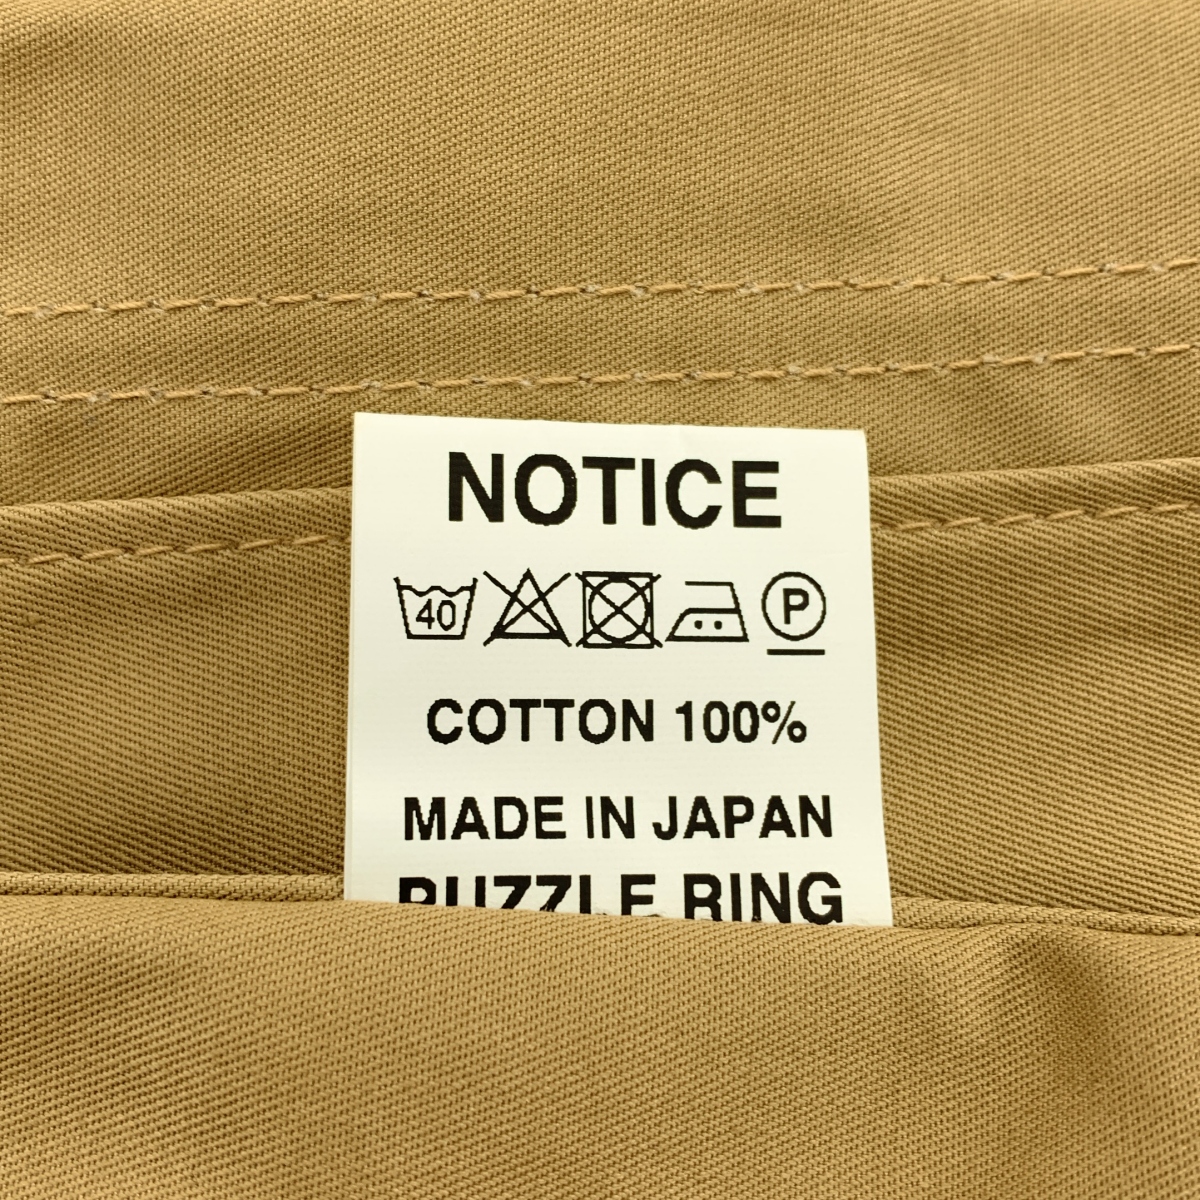 NOTICE
40 P
COTTON 100%
MADE IN JAPAN
PUZZLE RING